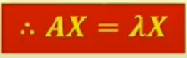 ∴ AX = λX